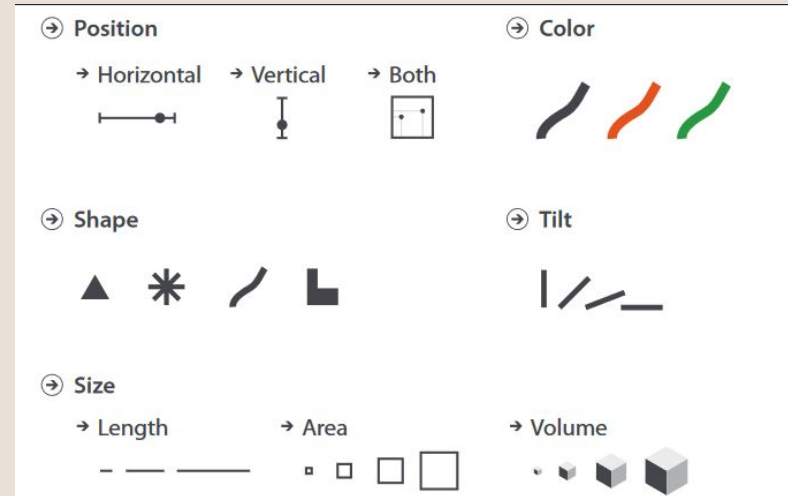 Position
Horizontal
Vertical
Both
Color
Shape
Tilt
Size
Length
Area
Volume